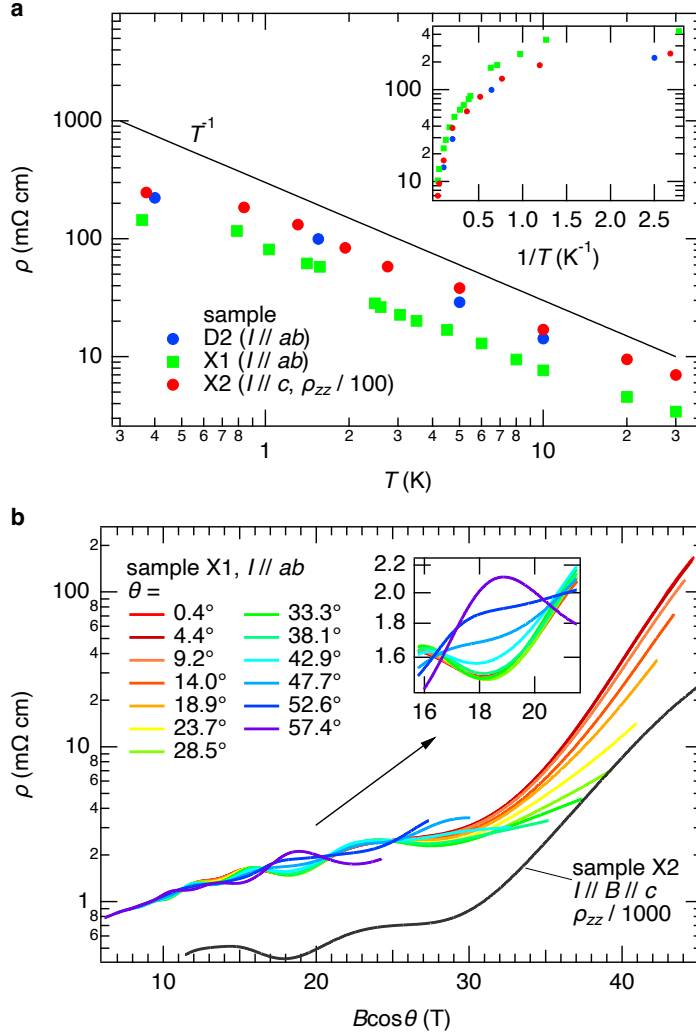 a
1000
100
10
ρ (mΩ cm)
T⁻¹
sample
D2 (I // ab)
X1 (I // ab)
X2 (I // c, ρzz / 100)
3 4 5 6 7 8 1 2 3 4 5 6 7 8 10 2 3
T (K)
4
2
100
4
2
10
0.5 1.0 1.5 2.0 2.5
1/T (K⁻¹)
b
2
100
8
6
4
2
10
8
6
4
2
1
8
6
4
ρ (mΩ cm)
sample X1, I // ab
θ =
0.4° 33.3°
4.4° 38.1°
9.2° 42.9°
14.0° 47.7°
18.9° 52.6°
23.7° 57.4°
28.5°
2.2
2.0
1.8
1.6
16 18 20
sample X2
I // B // c
ρzz / 1000
10 20 30 40
Bcosθ (T)